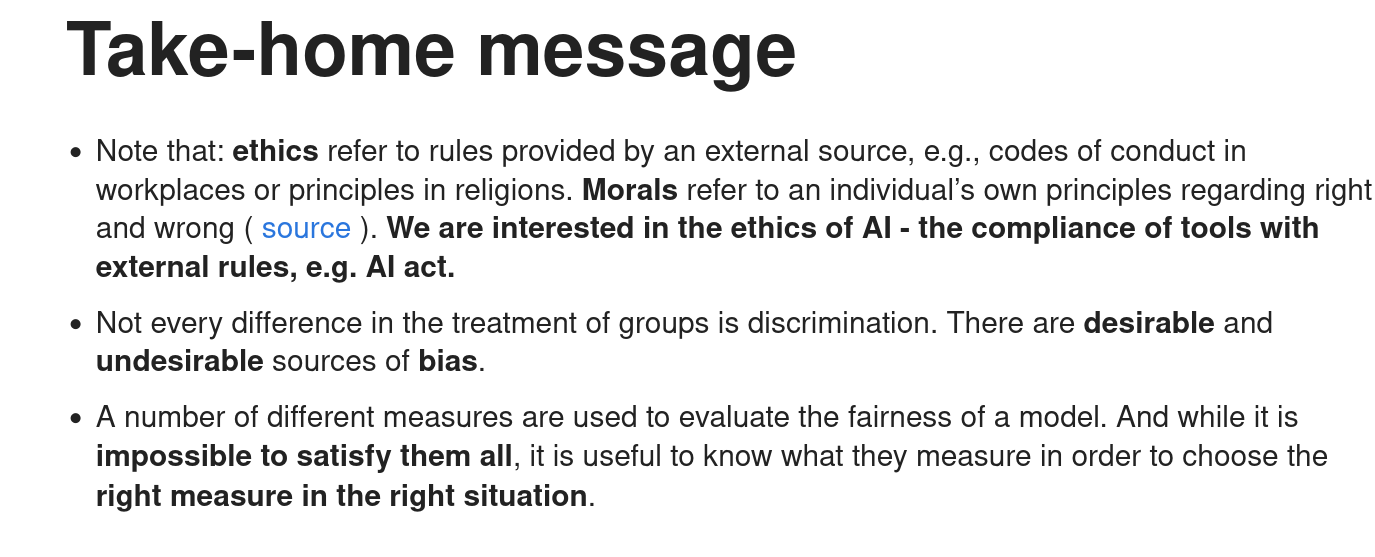 Take-home message
• Note that: ethics refer to rules provided by an external source, e.g., codes of conduct in
workplaces or principles in religions. Morals refer to an individual’s own principles regarding right
and wrong ( source ). We are interested in the ethics of AI - the compliance of tools with
external rules, e.g. AI act.
• Not every difference in the treatment of groups is discrimination. There are desirable and
undesirable sources of bias.
• A number of different measures are used to evaluate the fairness of a model. And while it is
impossible to satisfy them all, it is useful to know what they measure in order to choose the
right measure in the right situation.